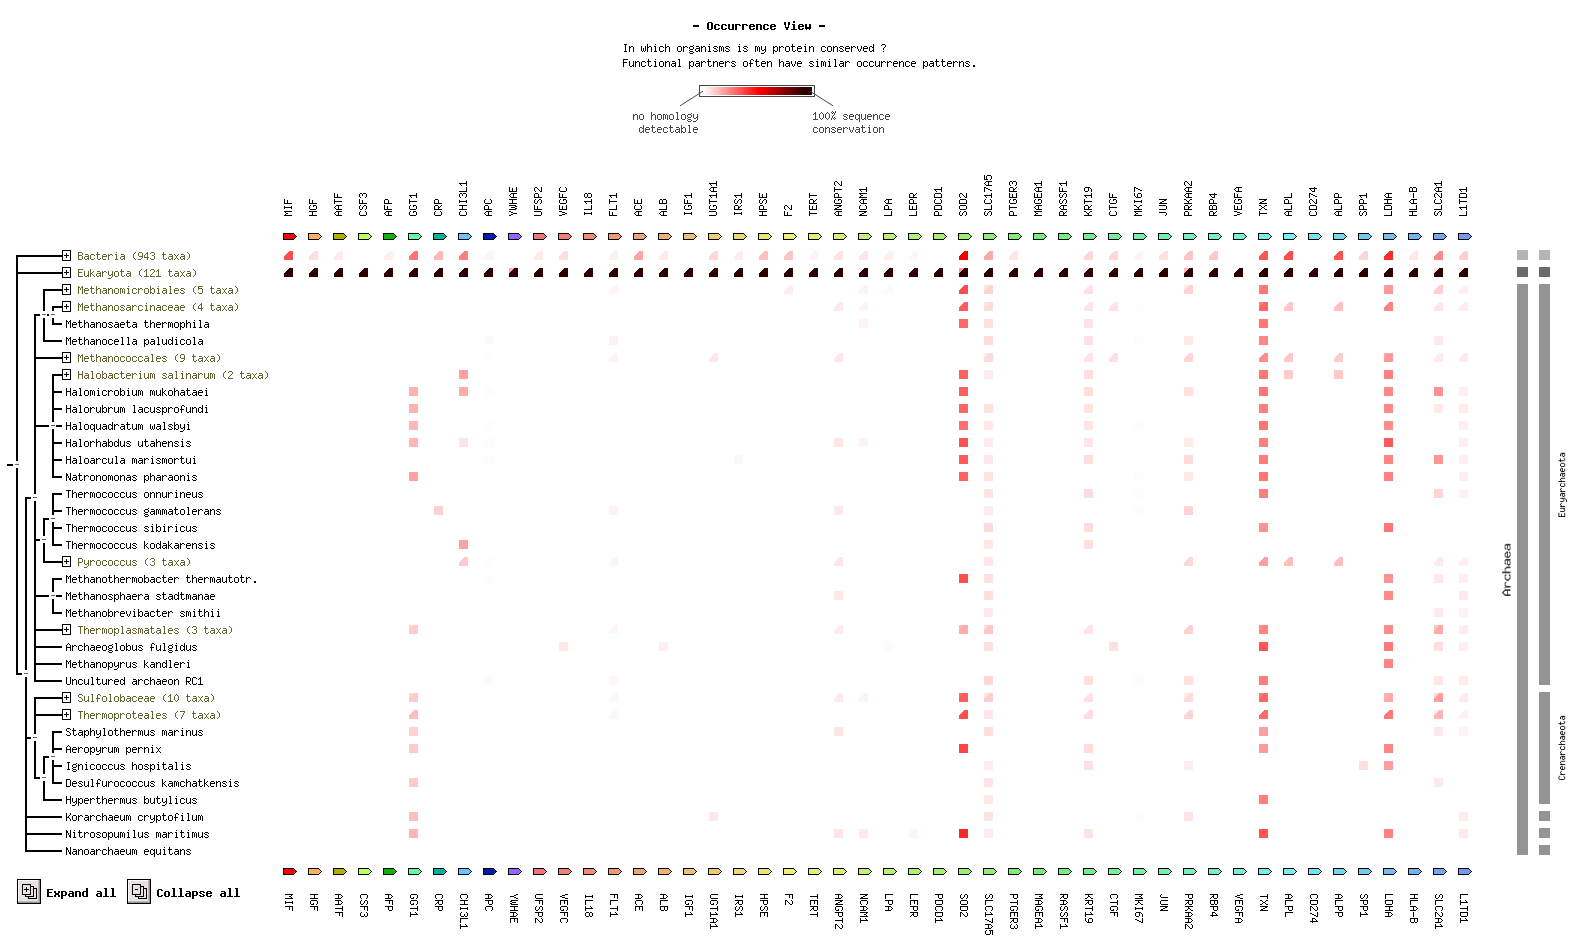 - Occurrence View -
In which organisms is my protein conserved ?
Functional partners often have similar occurrence patterns.
no homology
detectable
100% sequence
conservation
MIF HGF AATF CSF3 AFP GGT1 CRP CHI3L1 APC YWHAE UFSP2 VEGFC IL18 FLT1 ACE ALB IGF1 UGT1A1 IRS1 HPSE F2 TERT ANGPT2 NCAM1 LPA LEPR PDCD1 SOD2 SLC17A5 PTGER3 MAGEA1 RASSF1 KRT19 CTGF MKI67 JUN PRKAA2 RBP4 VEGFA TXN ALPL CD274 ALPP SPP1 LDHA HLA-B SLC2A1 L1TD1
Bacteria (943 taxa)
Eukaryota (121 taxa)
Methanomicrobiales (5 taxa)
Methanosarcinaceae (4 taxa)
Methanosaeta thermophila
Methanocella paludicola
Methanococcales (9 taxa)
Halobacterium salinarum (2 taxa)
Halomicrobium mukohataei
Halorubrum lacusprofundi
Haloquadratum walsbyi
Halorhabdus utahensis
Haloarcula marismortui
Natronomonas pharaonis
Thermococcus onnurineus
Thermococcus gammatolerans
Thermococcus sibiricus
Thermococcus kodakarensis
Pyrococcus (3 taxa)
Methanothermobacter thermautotr.
Methanosphaera stadtmanae
Methanobrevibacter smithii
Thermoplasmatales (3 taxa)
Archaeoglobus fulgidus
Methanopyrus kandleri
Uncultured archaeon RC1
Sulfolobaceae (10 taxa)
Thermoproteales (7 taxa)
Staphylothermus marinus
Aeropyrum pernix
Ignicoccus hospitalis
Desulfurococcus kamchatkensis
Hyperthermus butylicus
Korarchaeum cryptofilum
Nitrosopumilus maritimus
Nanoarchaeum equitans
Archaea
Euryarchaeota
Crenarchaeota
Expand all
Collapse all
MIF HGF AATF CSF3 AFP GGT1 CRP CHI3L1 APC YWHAE UFSP2 VEGFC IL18 FLT1 ACE ALB IGF1 UGT1A1 IRS1 HPSE F2 TERT ANGPT2 NCAM1 LPA LEPR PDCD1 SOD2 SLC17A5 PTGER3 MAGEA1 RASSF1 KRT19 CTGF MKI67 JUN PRKAA2 RBP4 VEGFA TXN ALPL CD274 ALPP SPP1 LDHA HLA-B SLC2A1 L1TD1